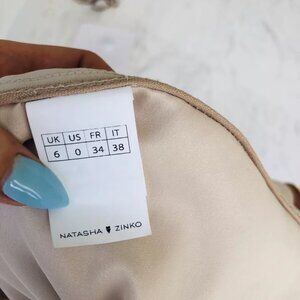 UK US FR IT
6 0 34 38
NATASHA ZINKO